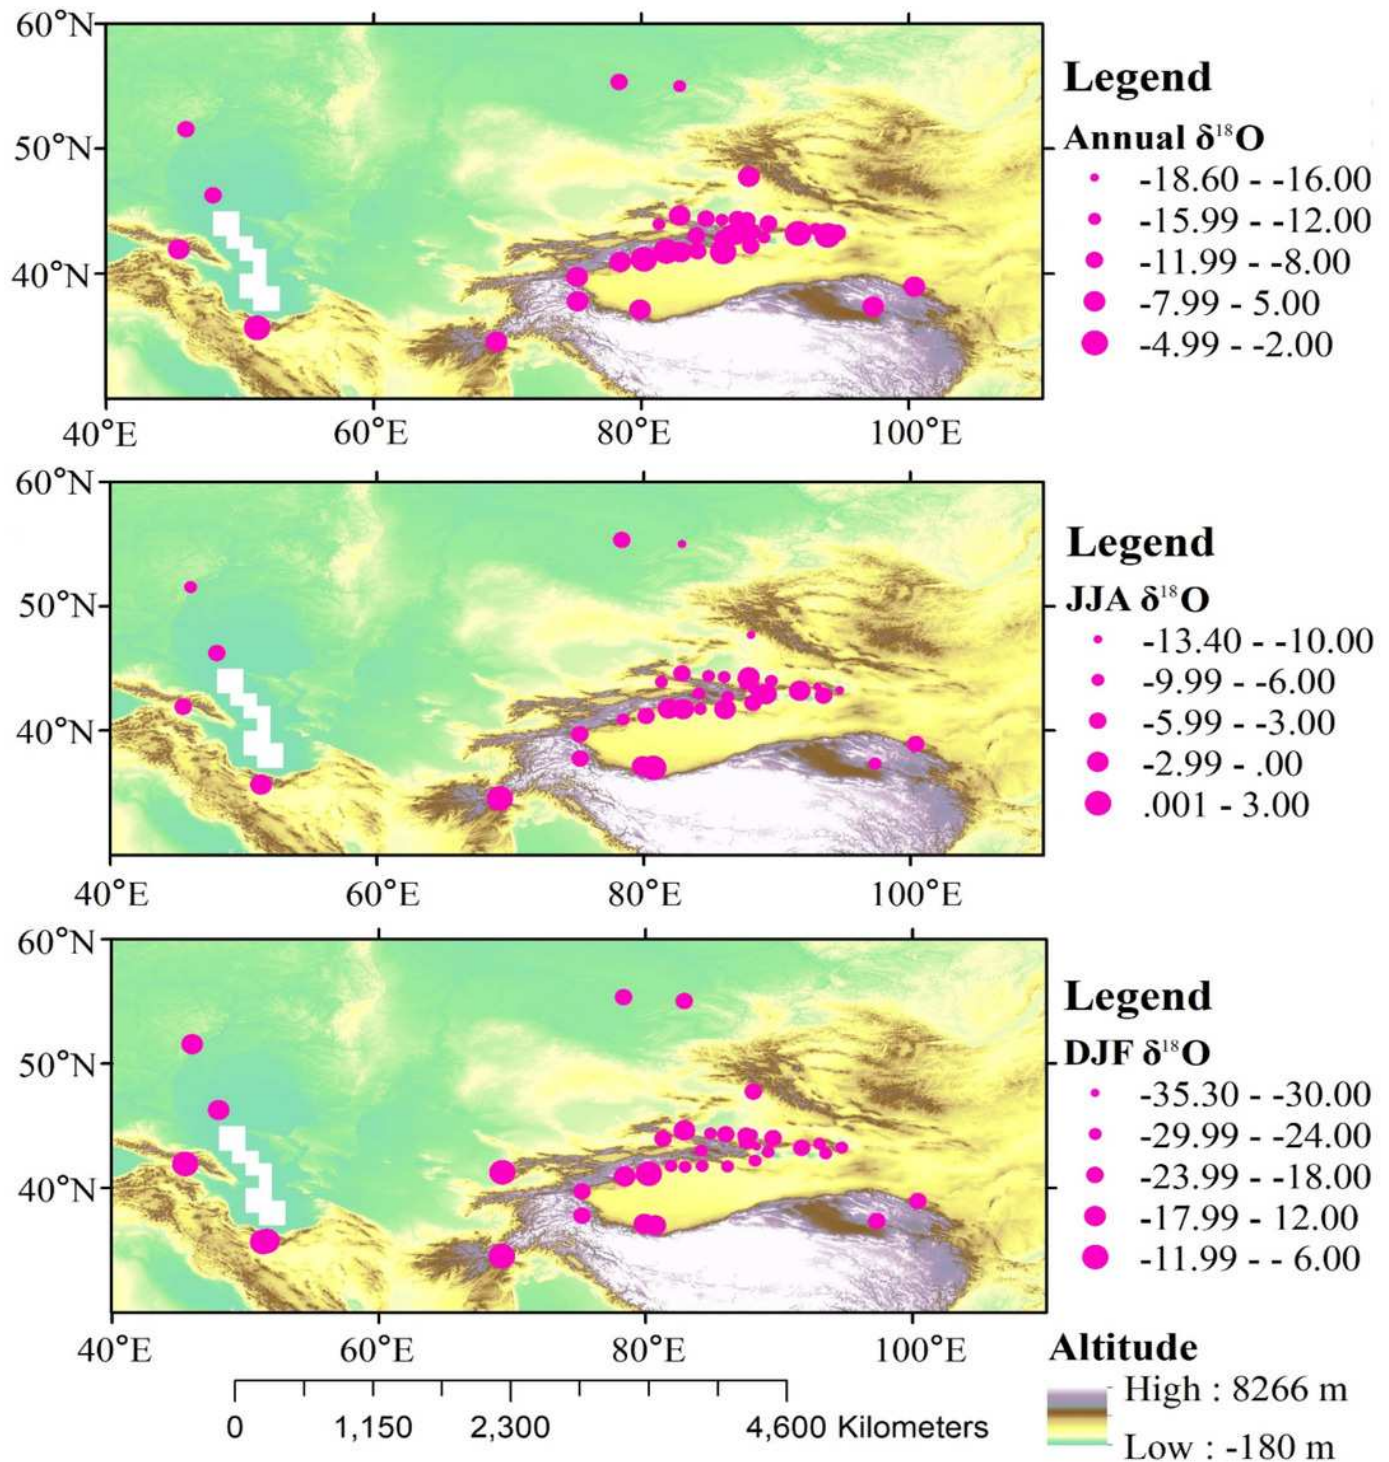 60°N
50°N
40°N
40°E 60°E 80°E 100°E
Legend
Annual δ¹⁸O
-18.60 - -16.00
-15.99 - -12.00
-11.99 - -8.00
-7.99 - 5.00
-4.99 - -2.00
60°N
50°N
40°N
40°E 60°E 80°E 100°E
Legend
JJA δ¹⁸O
-13.40 - -10.00
-9.99 - -6.00
-5.99 - -3.00
-2.99 - .00
.001 - 3.00
60°N
50°N
40°N
40°E 60°E 80°E 100°E
Legend
DJF δ¹⁸O
-35.30 - -30.00
-29.99 - -24.00
-23.99 - -18.00
-17.99 - 12.00
-11.99 - - 6.00
0 1,150 2,300 4,600 Kilometers
Altitude
High : 8266 m
Low : -180 m